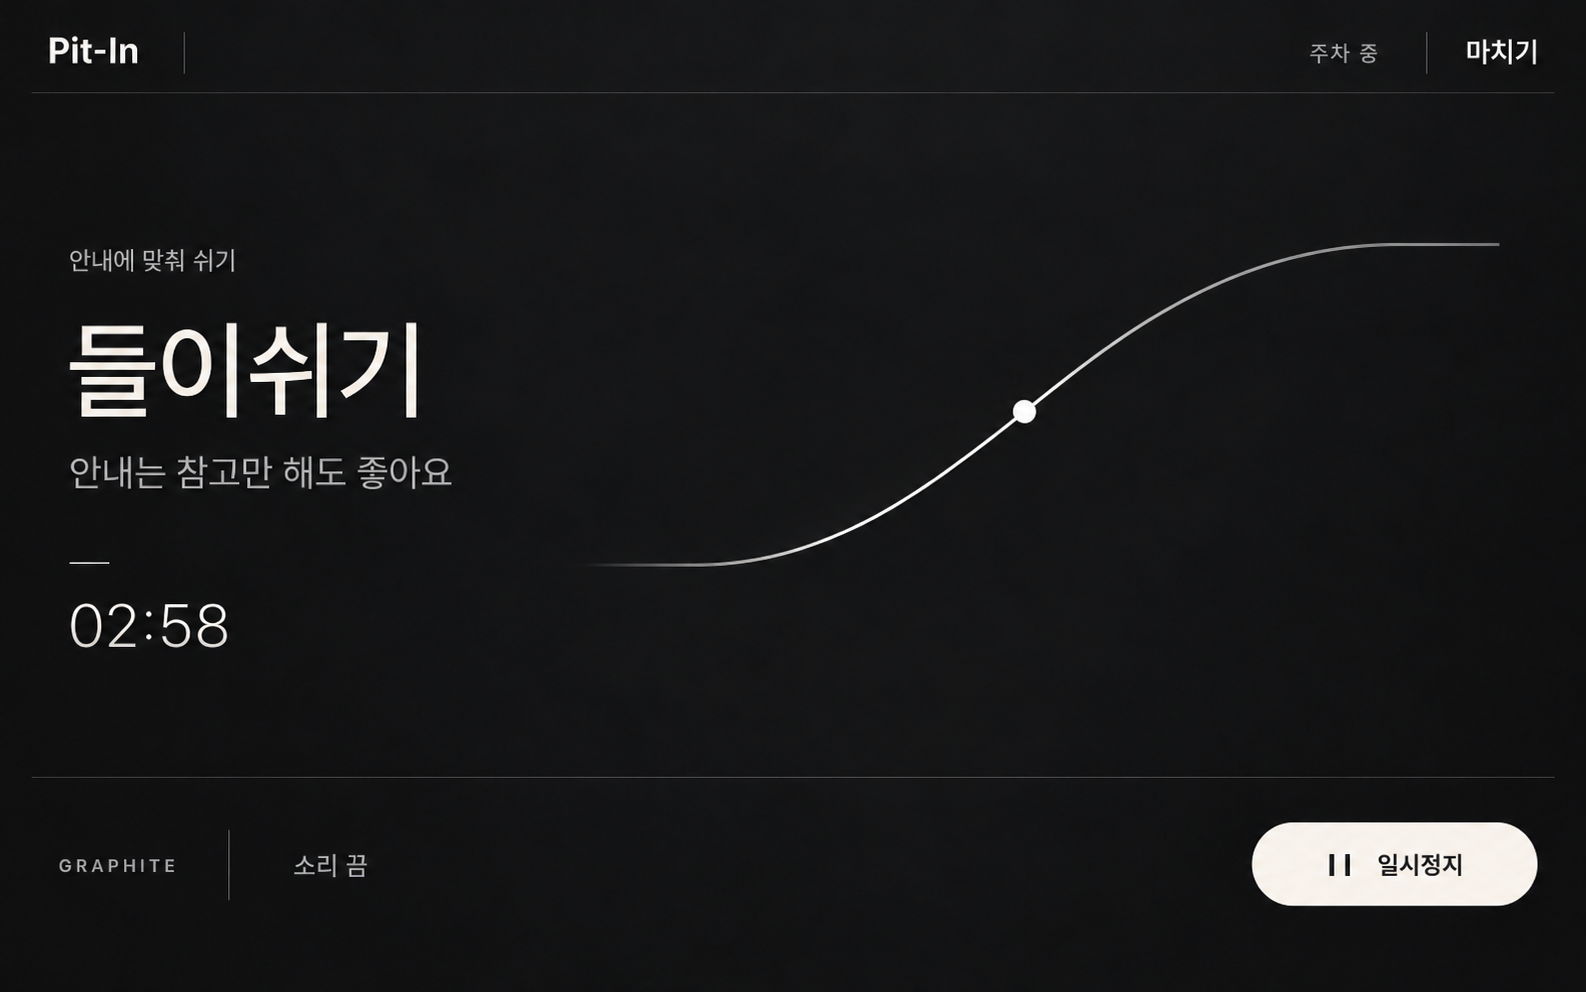 Pit-In
주차 중
마치기
안내에 맞춰 쉬기
들이쉬기
안내는 참고만 해도 좋아요
02:58
GRAPHITE
소리 끔
일시정지